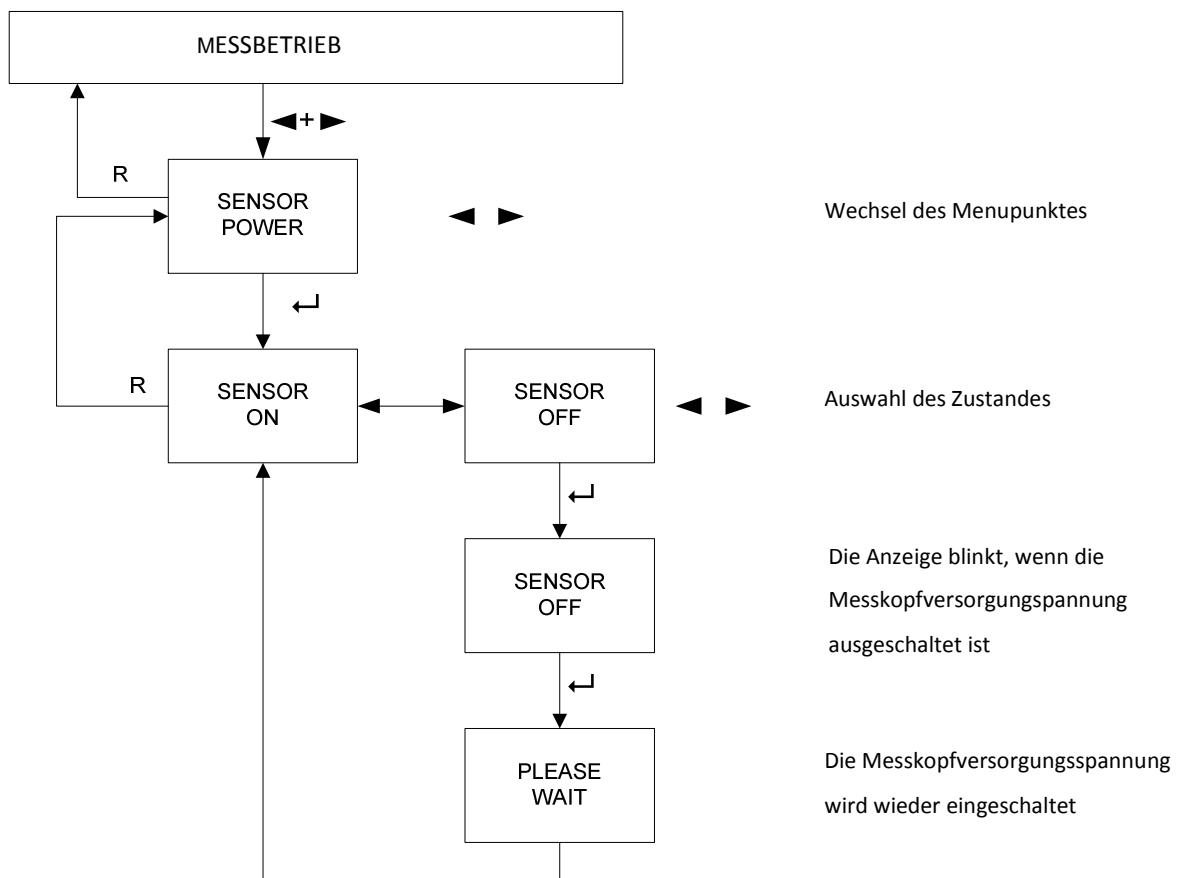 MESSBETRIEB
◄+►
R
SENSOR
POWER
◄ ►
Wechsel des Menupunktes
↵
R
SENSOR
ON
SENSOR
OFF
◄ ►
Auswahl des Zustandes
↵
SENSOR
OFF
Die Anzeige blinkt, wenn die
Messkopfversorgungspannung
ausgeschaltet ist
↵
PLEASE
WAIT
Die Messkopfversorgungsspannung
wird wieder eingeschaltet